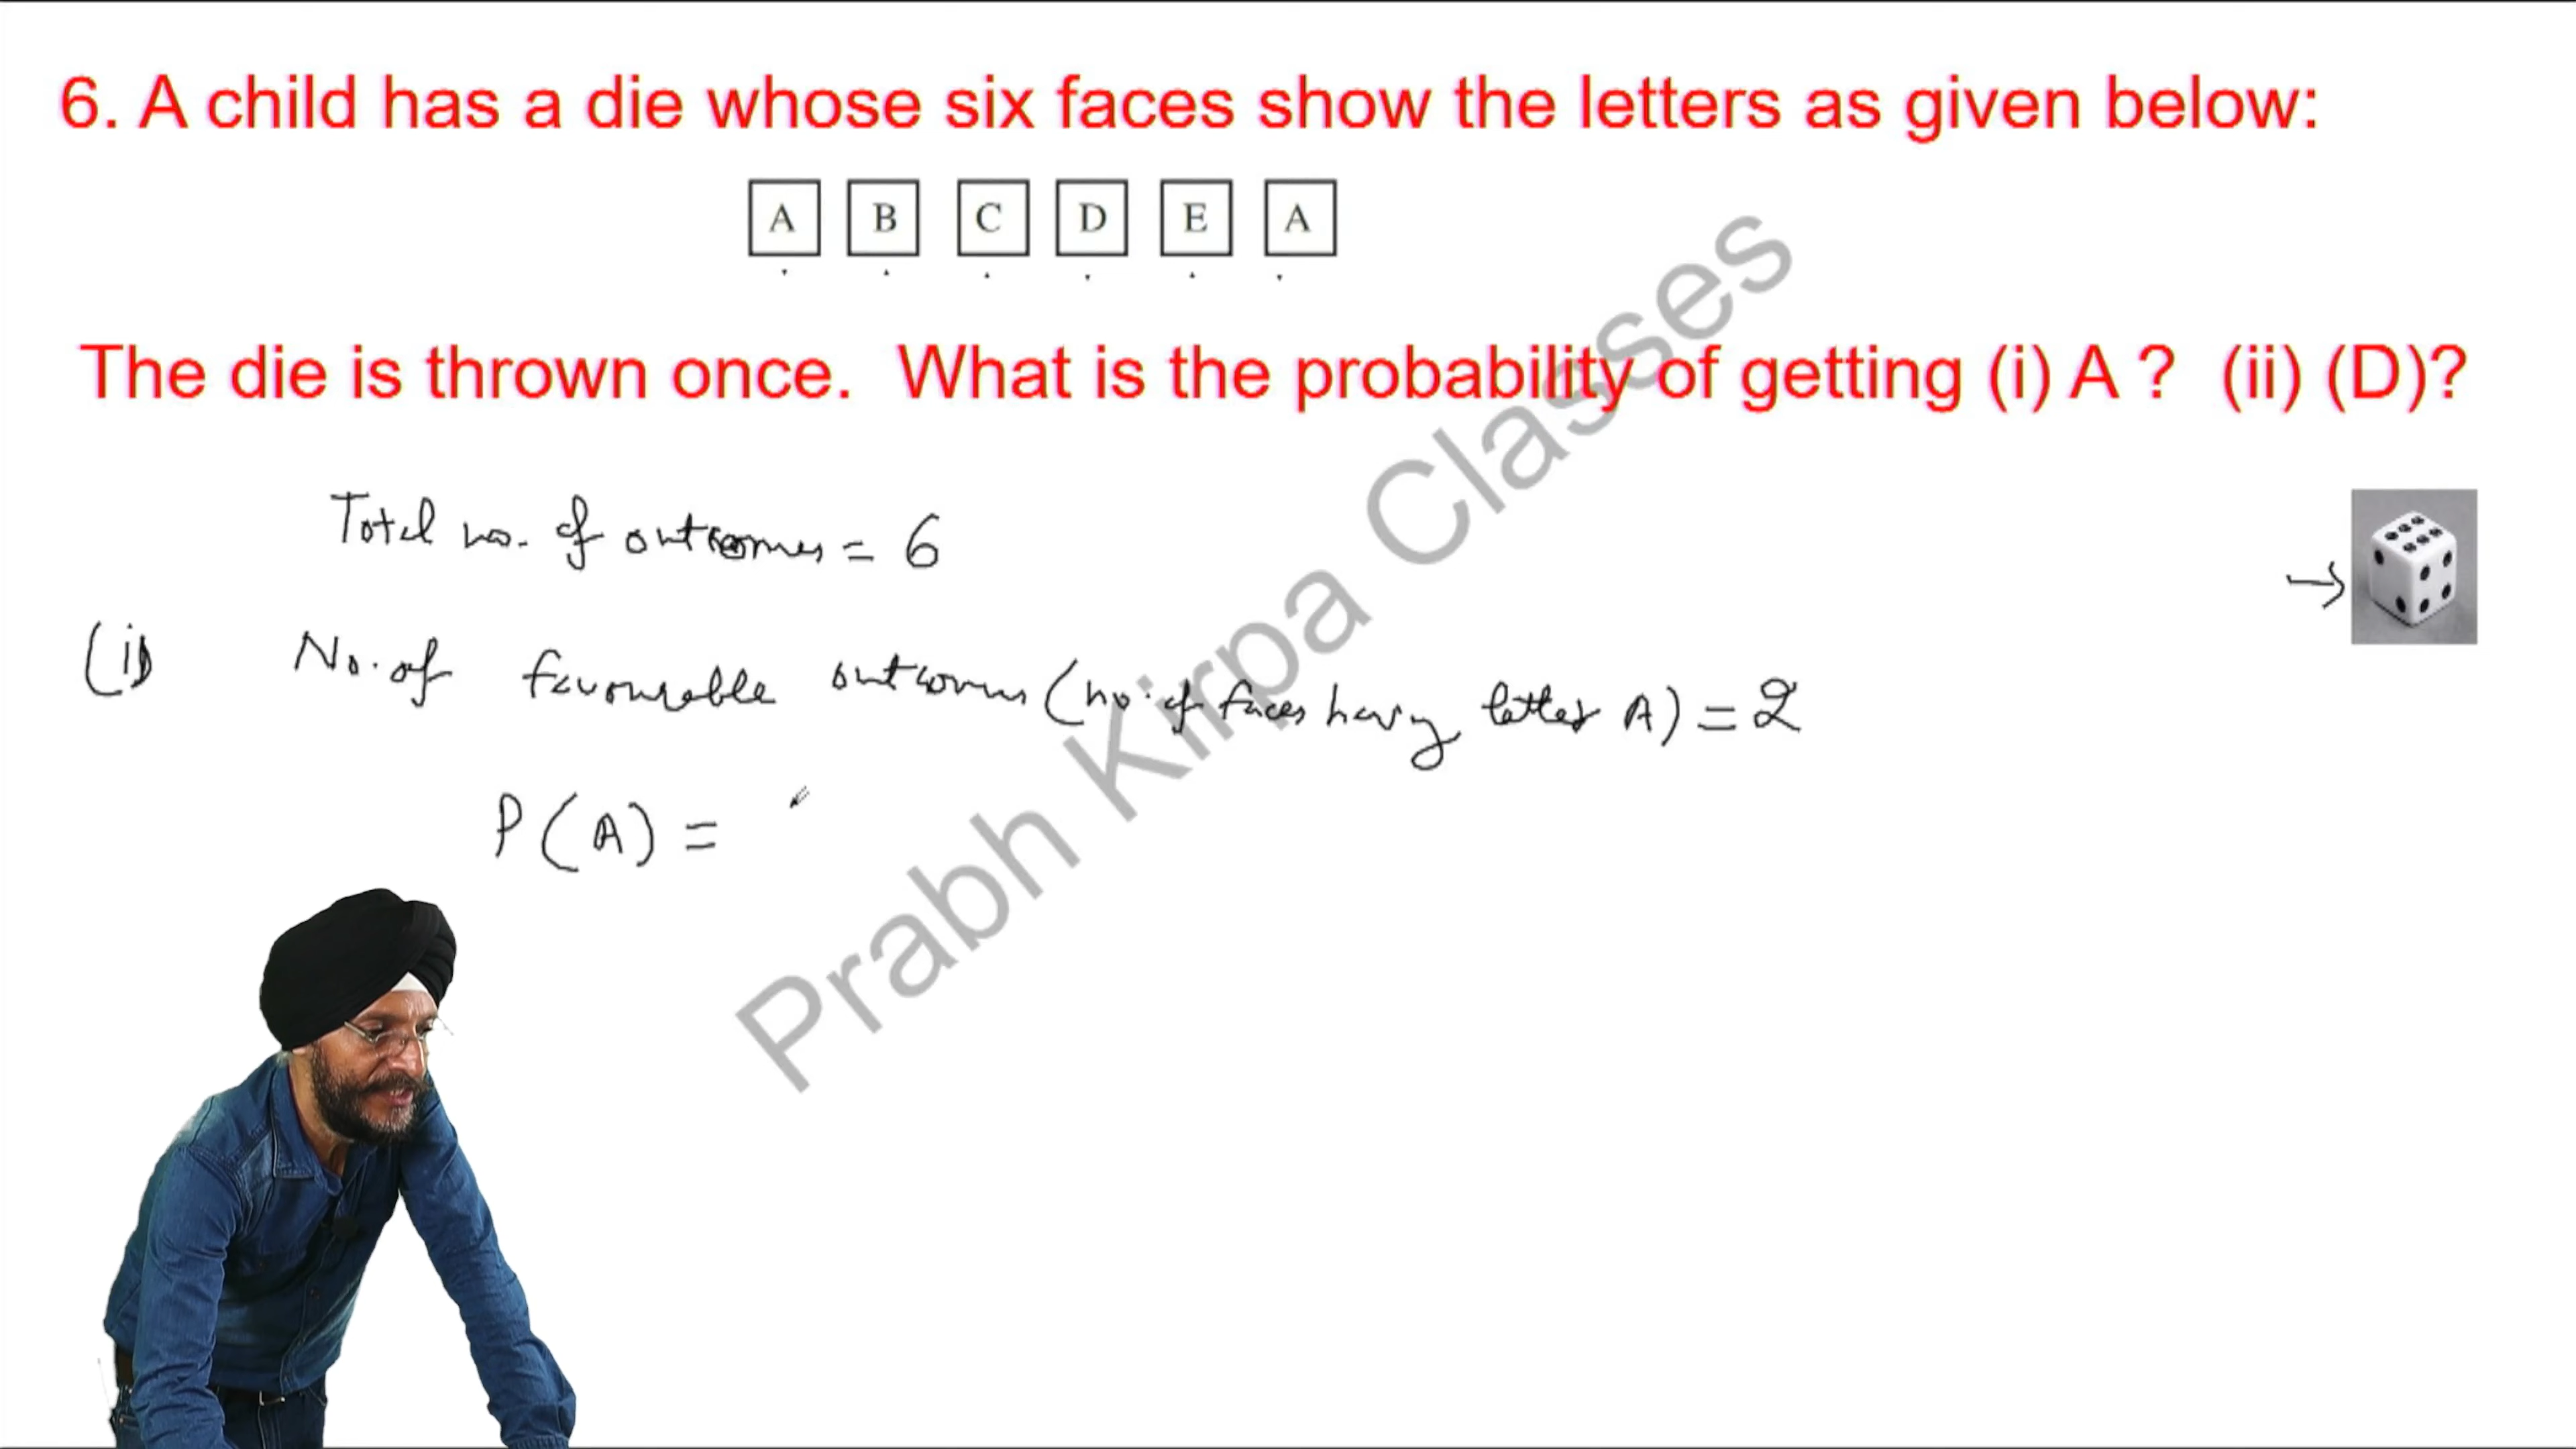 6. A child has a die whose six faces show the letters as given below:
A B C D E A
The die is thrown once. What is the probability of getting (i) A ? (ii) (D)?
Total no. of outcomes = 6
(i) No. of favourable outcomes (no. of faces having letter A) = 2
P(A) =
Prabh Kirpa Classes